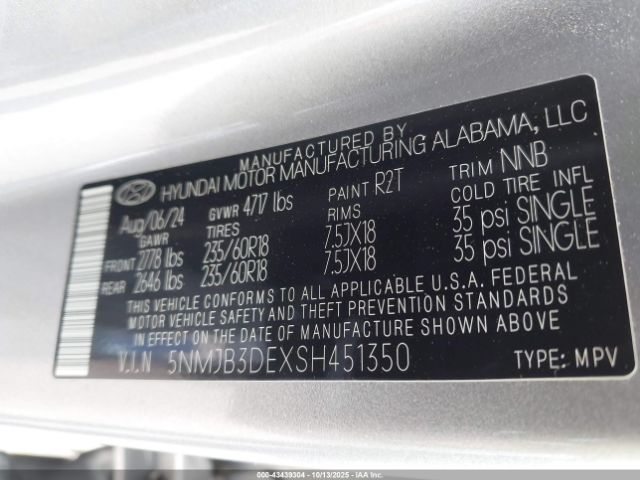 MANUFACTURED BY
HYUNDAI MOTOR MANUFACTURING ALABAMA, LLC
Aug/06/24 GVWR 4717 lbs PAINT R2T TRIM NNB
GAWR TIRES RIMS COLD TIRE INFL
FRONT 2778 lbs 235/60R18 7.5JX18 35 psi SINGLE
REAR 2646 lbs 235/60R18 7.5JX18 35 psi SINGLE
THIS VEHICLE CONFORMS TO ALL APPLICABLE U.S.A. FEDERAL
MOTOR VEHICLE SAFETY AND THEFT PREVENTION STANDARDS
IN EFFECT ON THE DATE OF MANUFACTURE SHOWN ABOVE.
V.I.N 5NMJB3DEXSH451350 TYPE: MPV
000-43439304 | 10/13/2025 | IAAI.COM